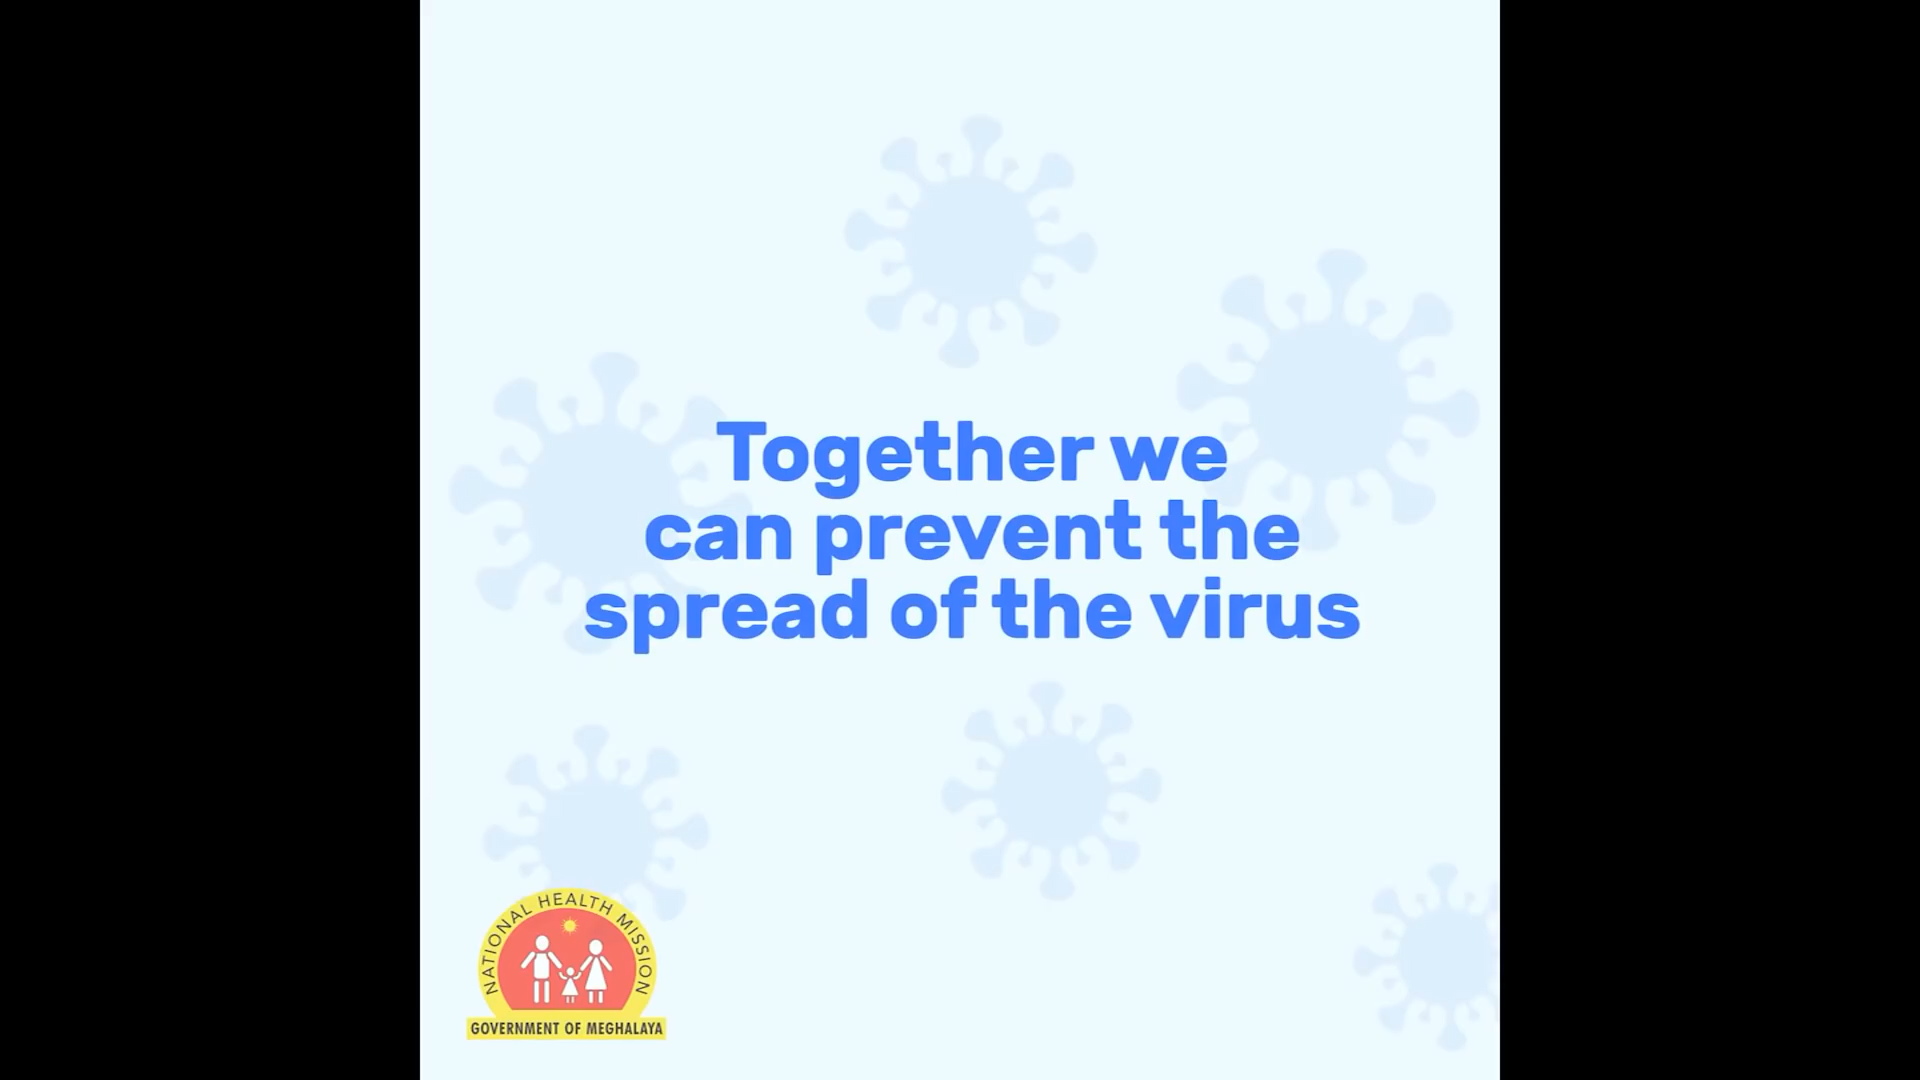 Together we
can prevent the
spread of the virus
NATIONAL HEALTH MISSION
GOVERNMENT OF MEGHALAYA